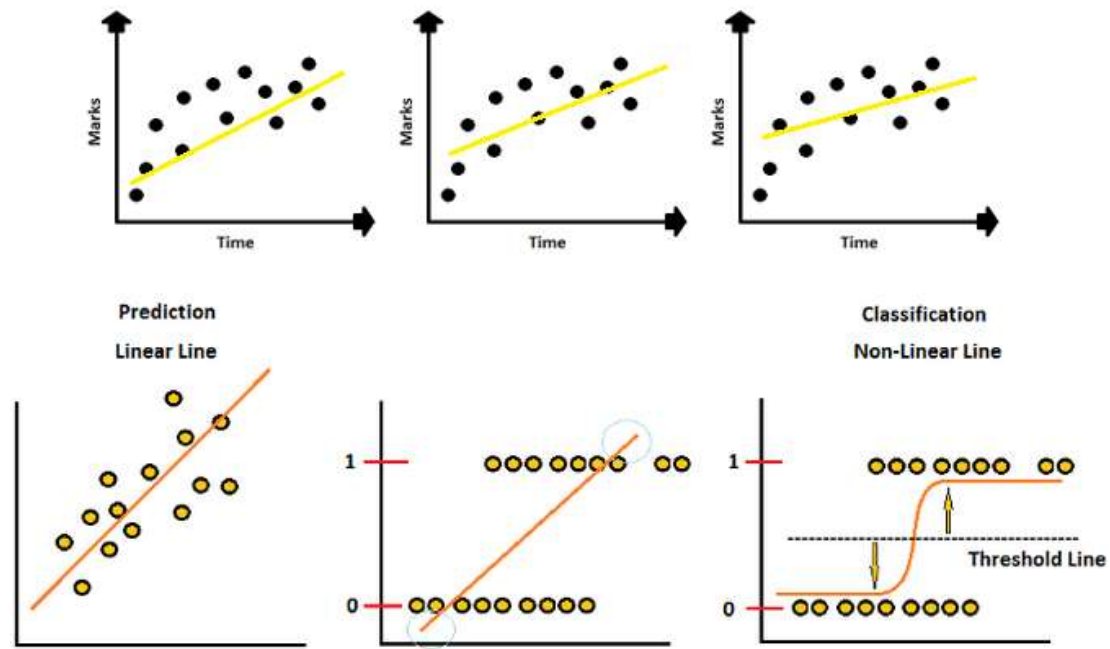 Marks
Time
Marks
Time
Marks
Time
Prediction
Linear Line
Classification
Non-Linear Line
1
0
1
0
Threshold Line